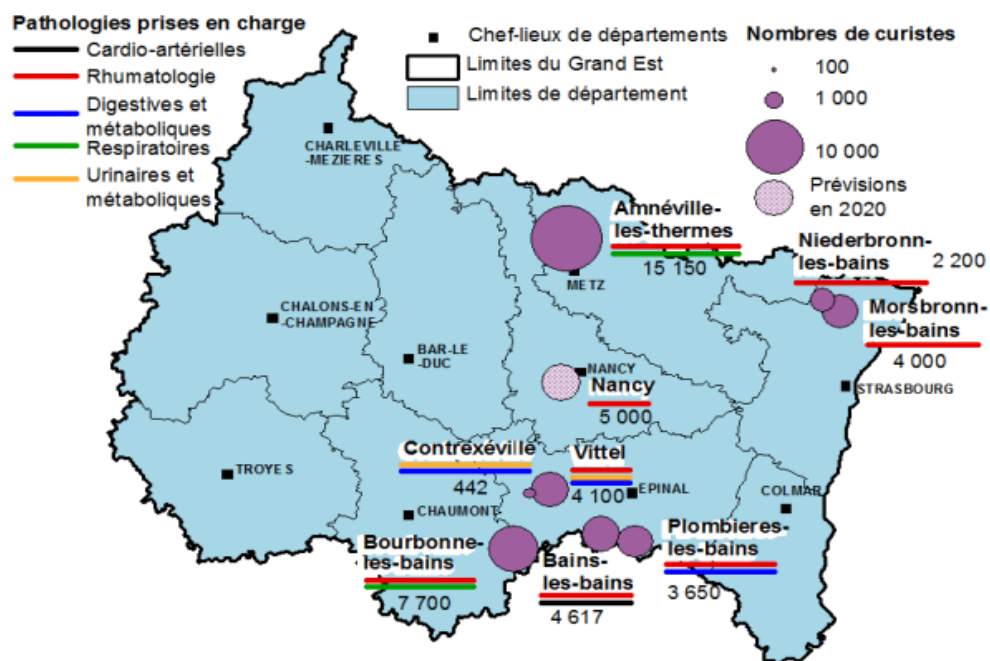 Pathologies prises en charge
Cardio-artérielles
Rhumatologie
Digestives et
métaboliques
Respiratoires
Urinaires et
métaboliques
Chef-lieux de départements
Limites du Grand Est
Limites de département
Nombres de curistes
100
1 000
10 000
Prévisions
en 2020
CHARLEVILLE
-MEZIERES
Amnéville-
les-thermes
15 150
METZ
Niederbronn-
les-bains
2 200
Morsbronn-
les-bains
4 000
CHALONS-EN
-CHAMPAGNE
BAR-LE
-DUC
NANCY
Nancy
5 000
STRASBOURG
Contrexéville
442
Vittel
4 100
EPINAL
TROYES
COLMAR
CHAUMONT
Bourbonne-
les-bains
7 700
Bains-
les-bains
4 617
Plombieres-
les-bains
3 650